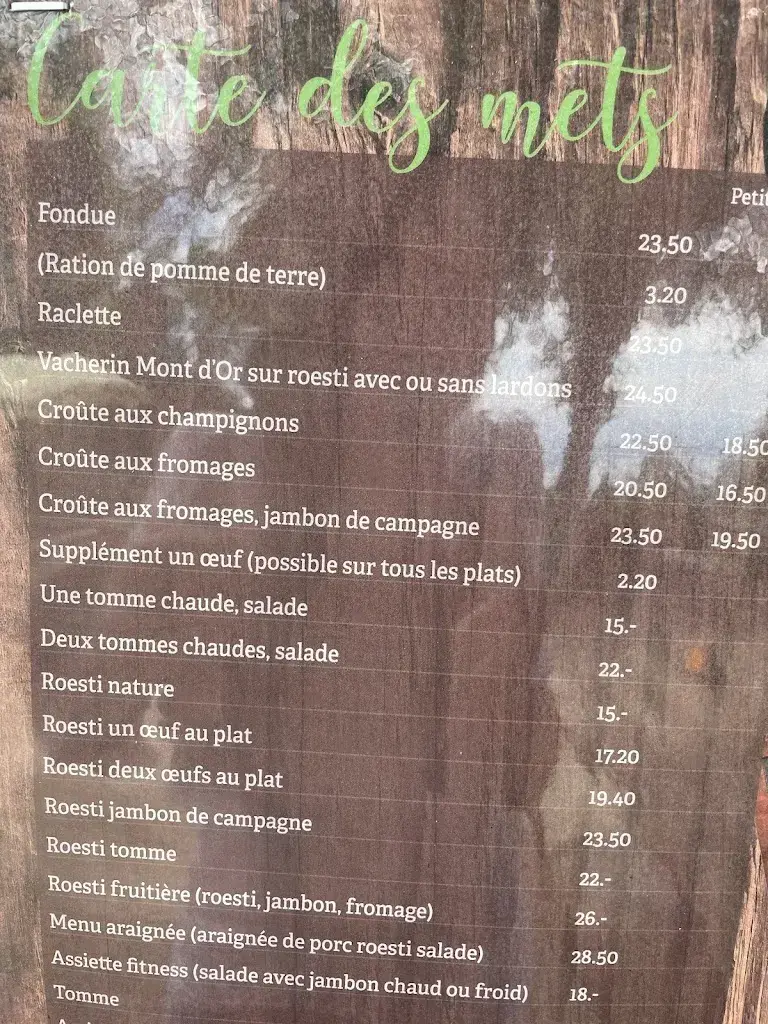 Carte des mets
Petit
Fondue 23.50
(Ration de pomme de terre) 3.20
Raclette 23.50
Vacherin Mont d'Or sur roesti avec ou sans lardons 24.50
Croûte aux champignons 22.50 18.50
Croûte aux fromages 20.50 16.50
Croûte aux fromages, jambon de campagne 23.50 19.50
Supplément un œuf (possible sur tous les plats) 2.20
Une tomme chaude, salade 15.-
Deux tommes chaudes, salade 22.-
Roesti nature 15.-
Roesti un œuf au plat 17.20
Roesti deux œufs au plat 19.40
Roesti jambon de campagne 23.50
Roesti tomme 22.-
Roesti fruitière (roesti, jambon, fromage) 26.-
Menu araignée (araignée de porc roesti salade) 28.50
Assiette fitness (salade avec jambon chaud ou froid) 18.-
Tomme